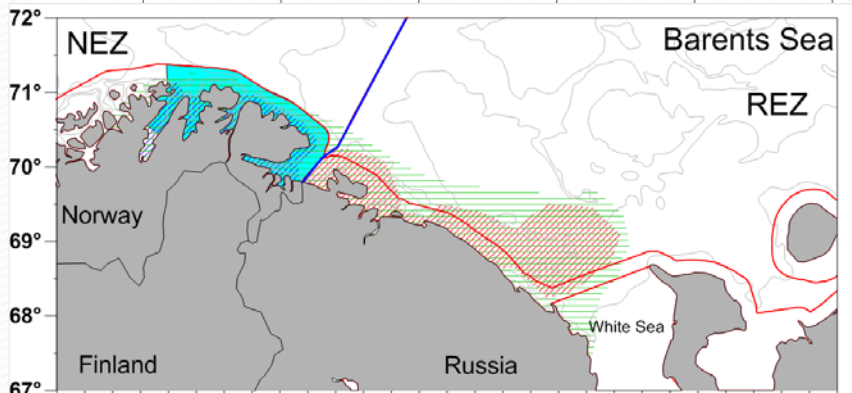 72°
NEZ
Barents Sea
71°
REZ
70°
Norway
69°
68°
White Sea
Finland
Russia
67°